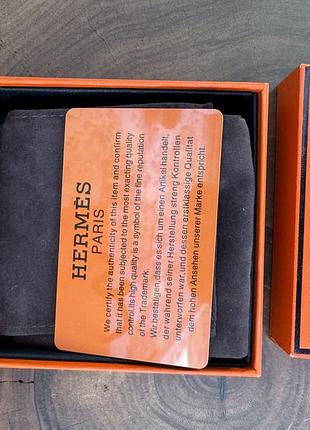 HERMÈS
PARIS
We certify the authenticity of this item and confirm
that it has been subjected to the most exacting quality
control.Its high quality is a symbol of the fine reputation
of the Trademark.
Wir bestatigen,dass es sich um einen Artikel handelt,
der wahrend seiner Herstellung streng Kontrollen
unterworfen war und dessen erstklassige Qualitat
dem hohen Ansehen unserer Marke entspricht.